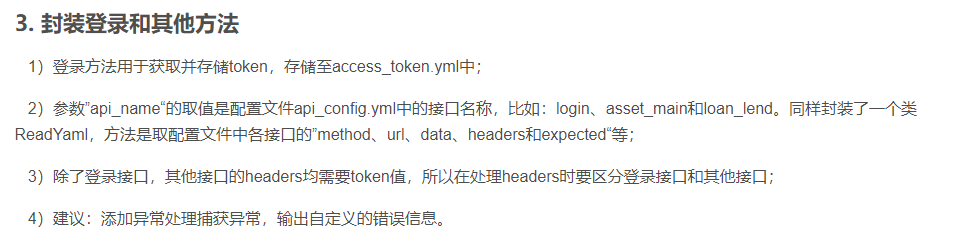 3. 封装登录和其他方法
1）登录方法用于获取并存储token，存储至access_token.yml中；
2）参数”api_name“的取值是配置文件api_config.yml中的接口名称，比如：login、asset_main和loan_lend。同样封装了一个类
ReadYaml，方法是取配置文件中各接口的”method、url、data、headers和expected“等；
3）除了登录接口，其他接口的headers均需要token值，所以在处理headers时要区分登录接口和其他接口；
4）建议：添加异常处理捕获异常，输出自定义的错误信息。